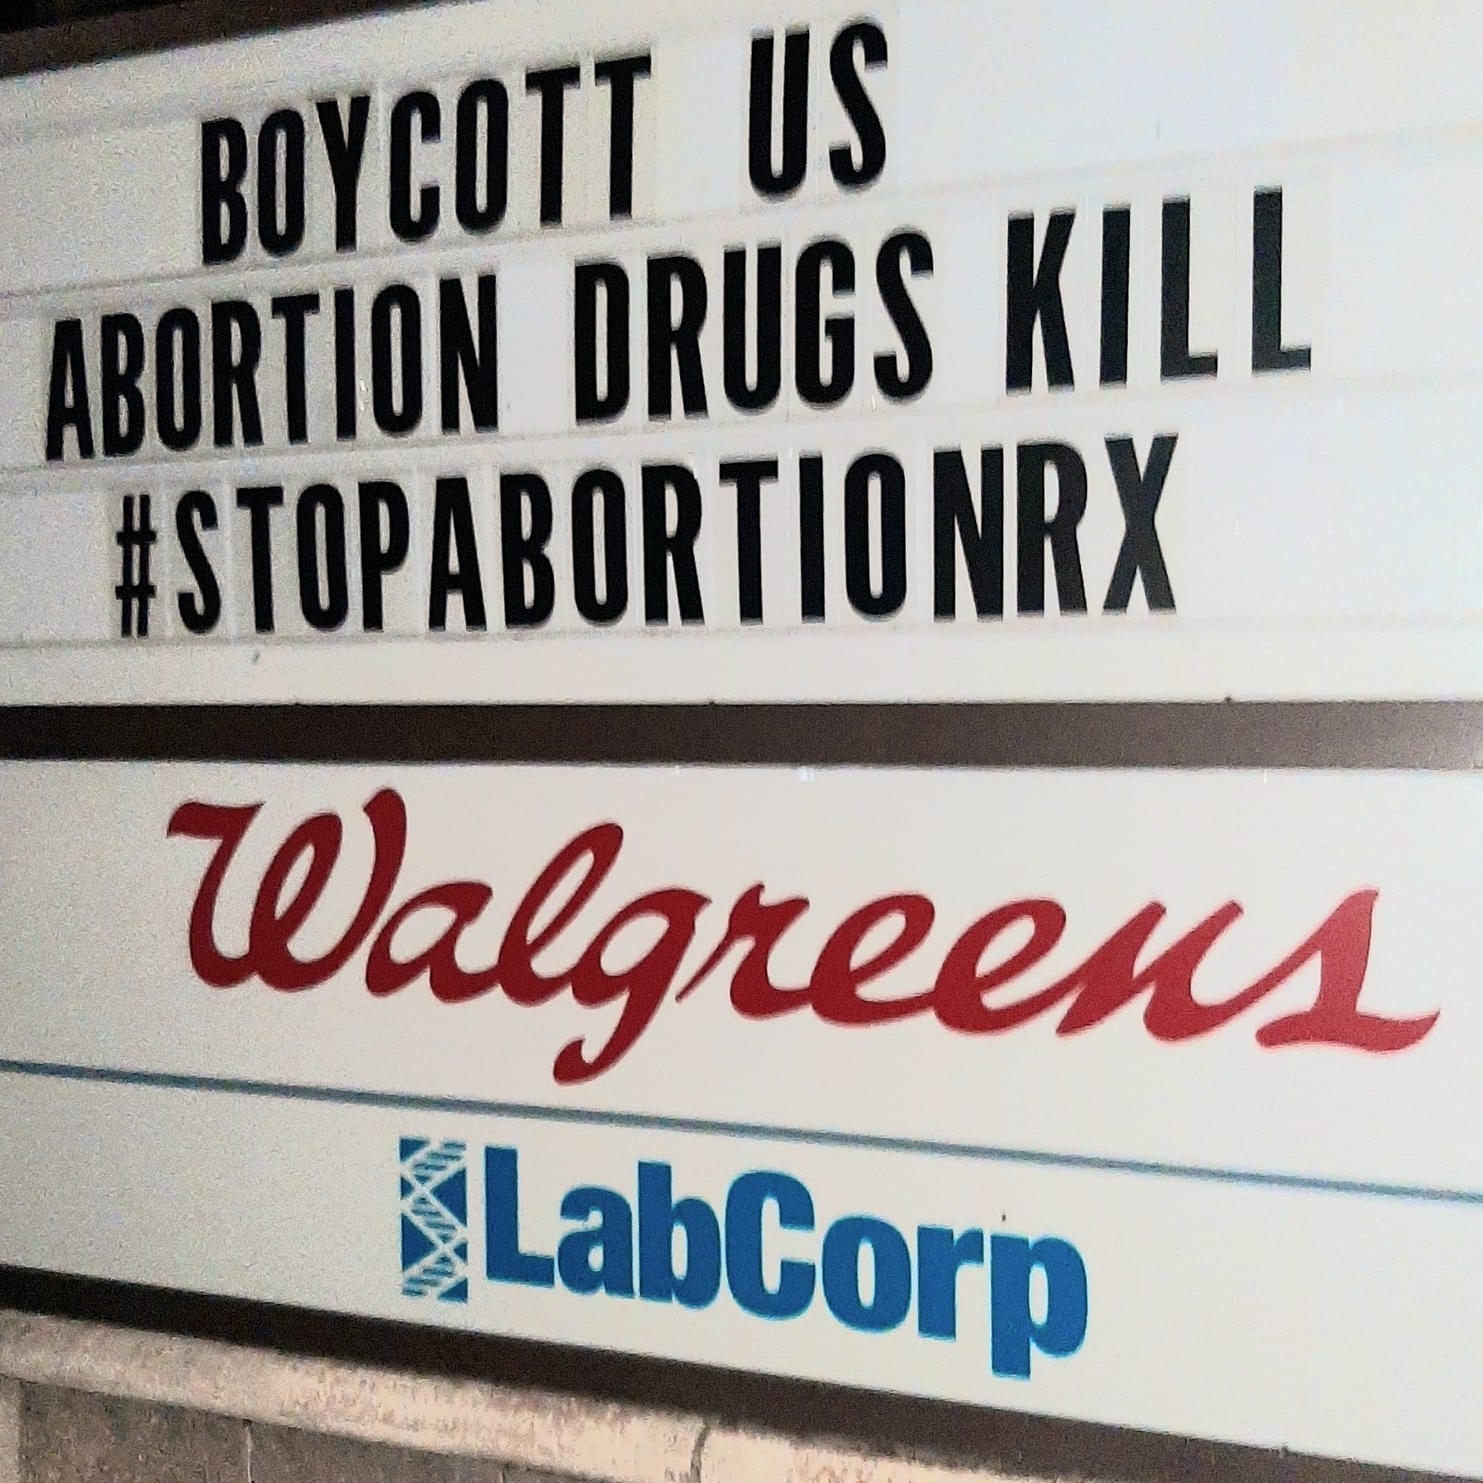 BOYCOTT US
ABORTION DRUGS KILL
#STOPABORTIONRX
Walgreens
LabCorp